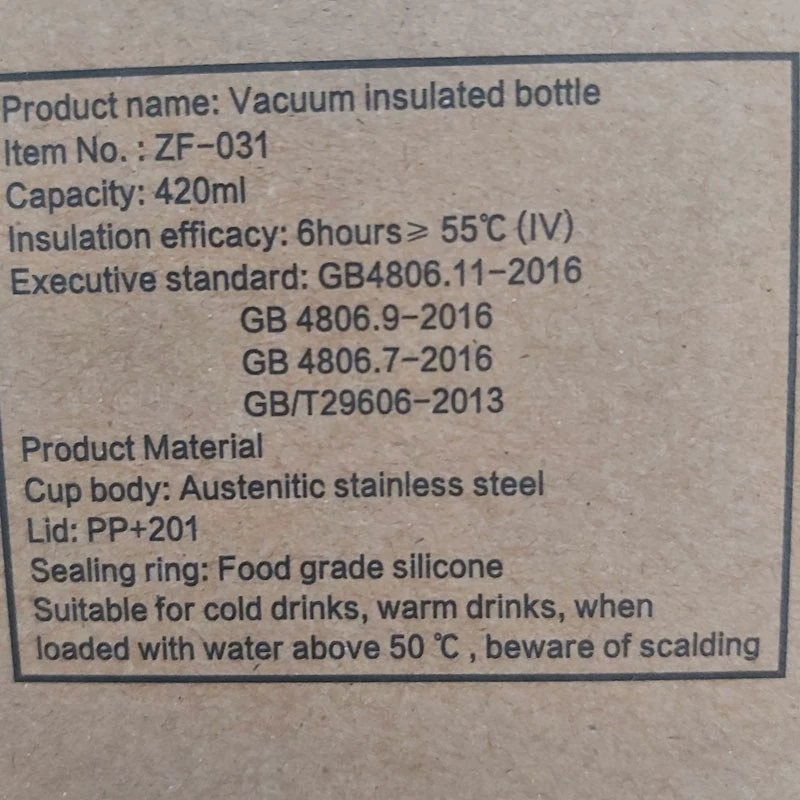 Product name: Vacuum insulated bottle
Item No. : ZF-031
Capacity: 420ml
Insulation efficacy: 6hours≥ 55℃ (IV)
Executive standard: GB4806.11-2016
GB 4806.9-2016
GB 4806.7-2016
GB/T29606-2013
Product Material
Cup body: Austenitic stainless steel
Lid: PP+201
Sealing ring: Food grade silicone
Suitable for cold drinks, warm drinks, when
loaded with water above 50 ℃ , beware of scalding